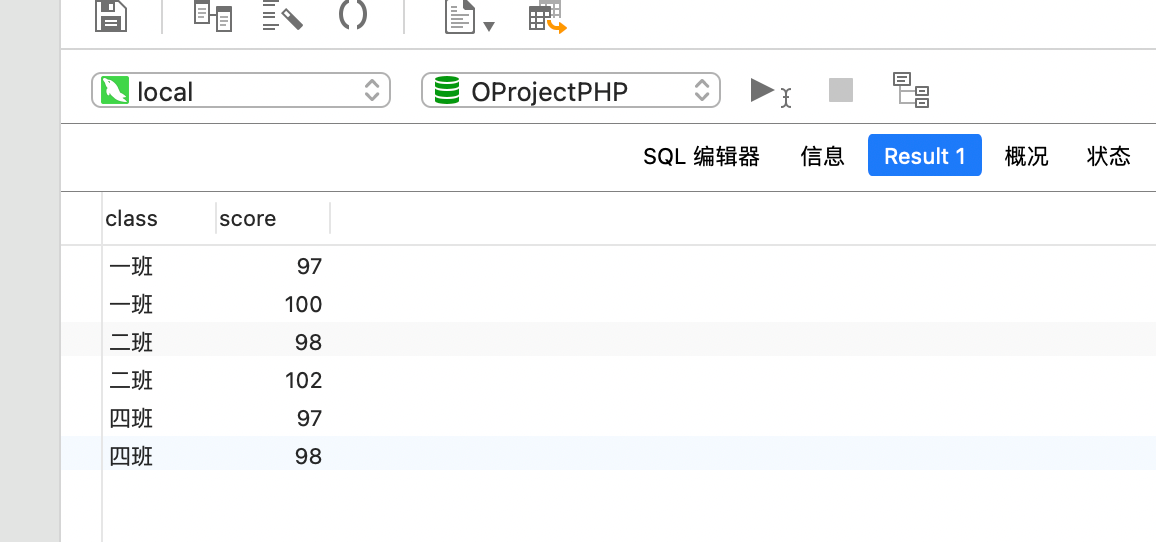 local OProjectPHP
SQL 编辑器 信息 Result 1 概况 状态
class score
一班 97
一班 100
二班 98
二班 102
四班 97
四班 98